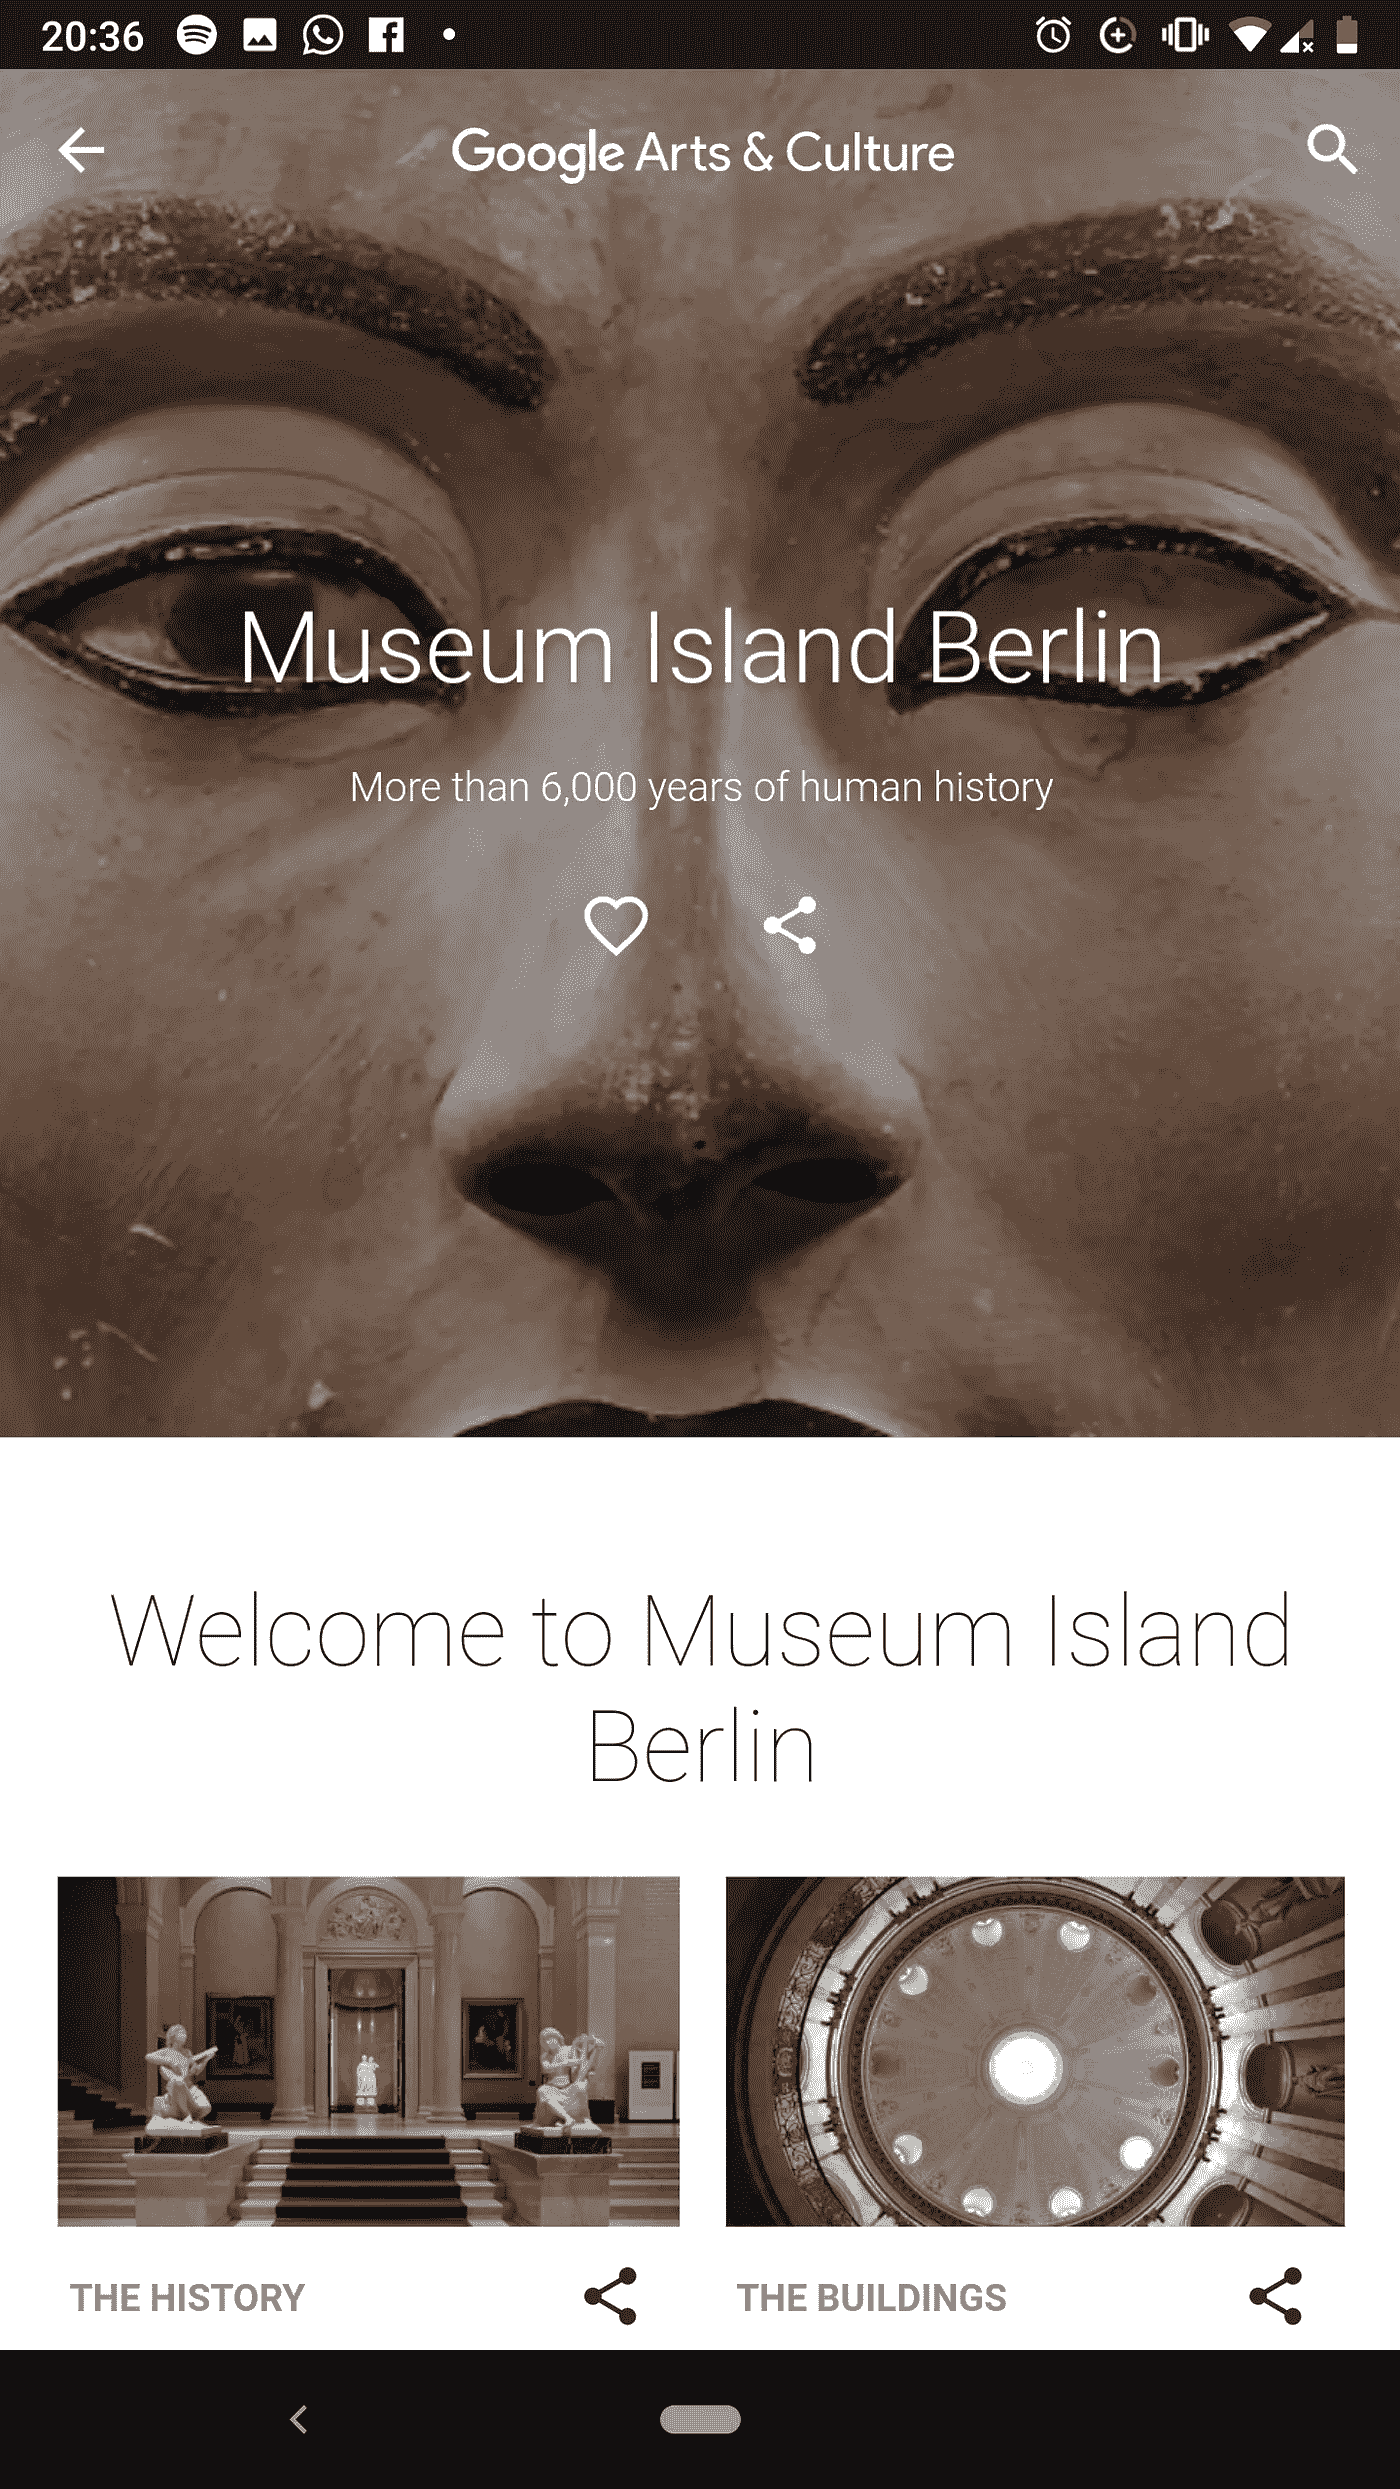 20:36
Google Arts & Culture
Museum Island Berlin
More than 6,000 years of human history
Welcome to Museum Island
Berlin
THE HISTORY
THE BUILDINGS